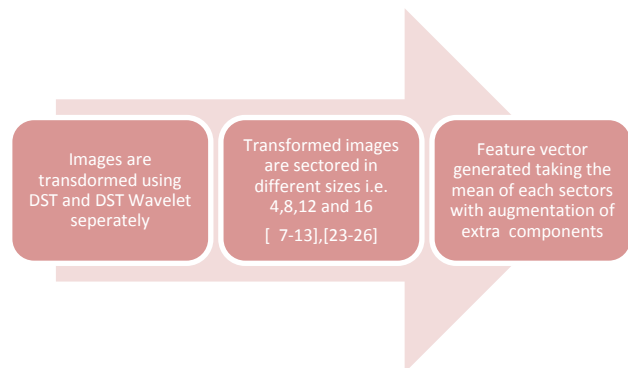 Images are
transdormed using
DST and DST Wavelet
seperately
Transformed images
are sectored in
different sizes i.e.
4,8,12 and 16
[ 7-13],[23-26]
Feature vector
generated taking the
mean of each sectors
with augmentation of
extra components